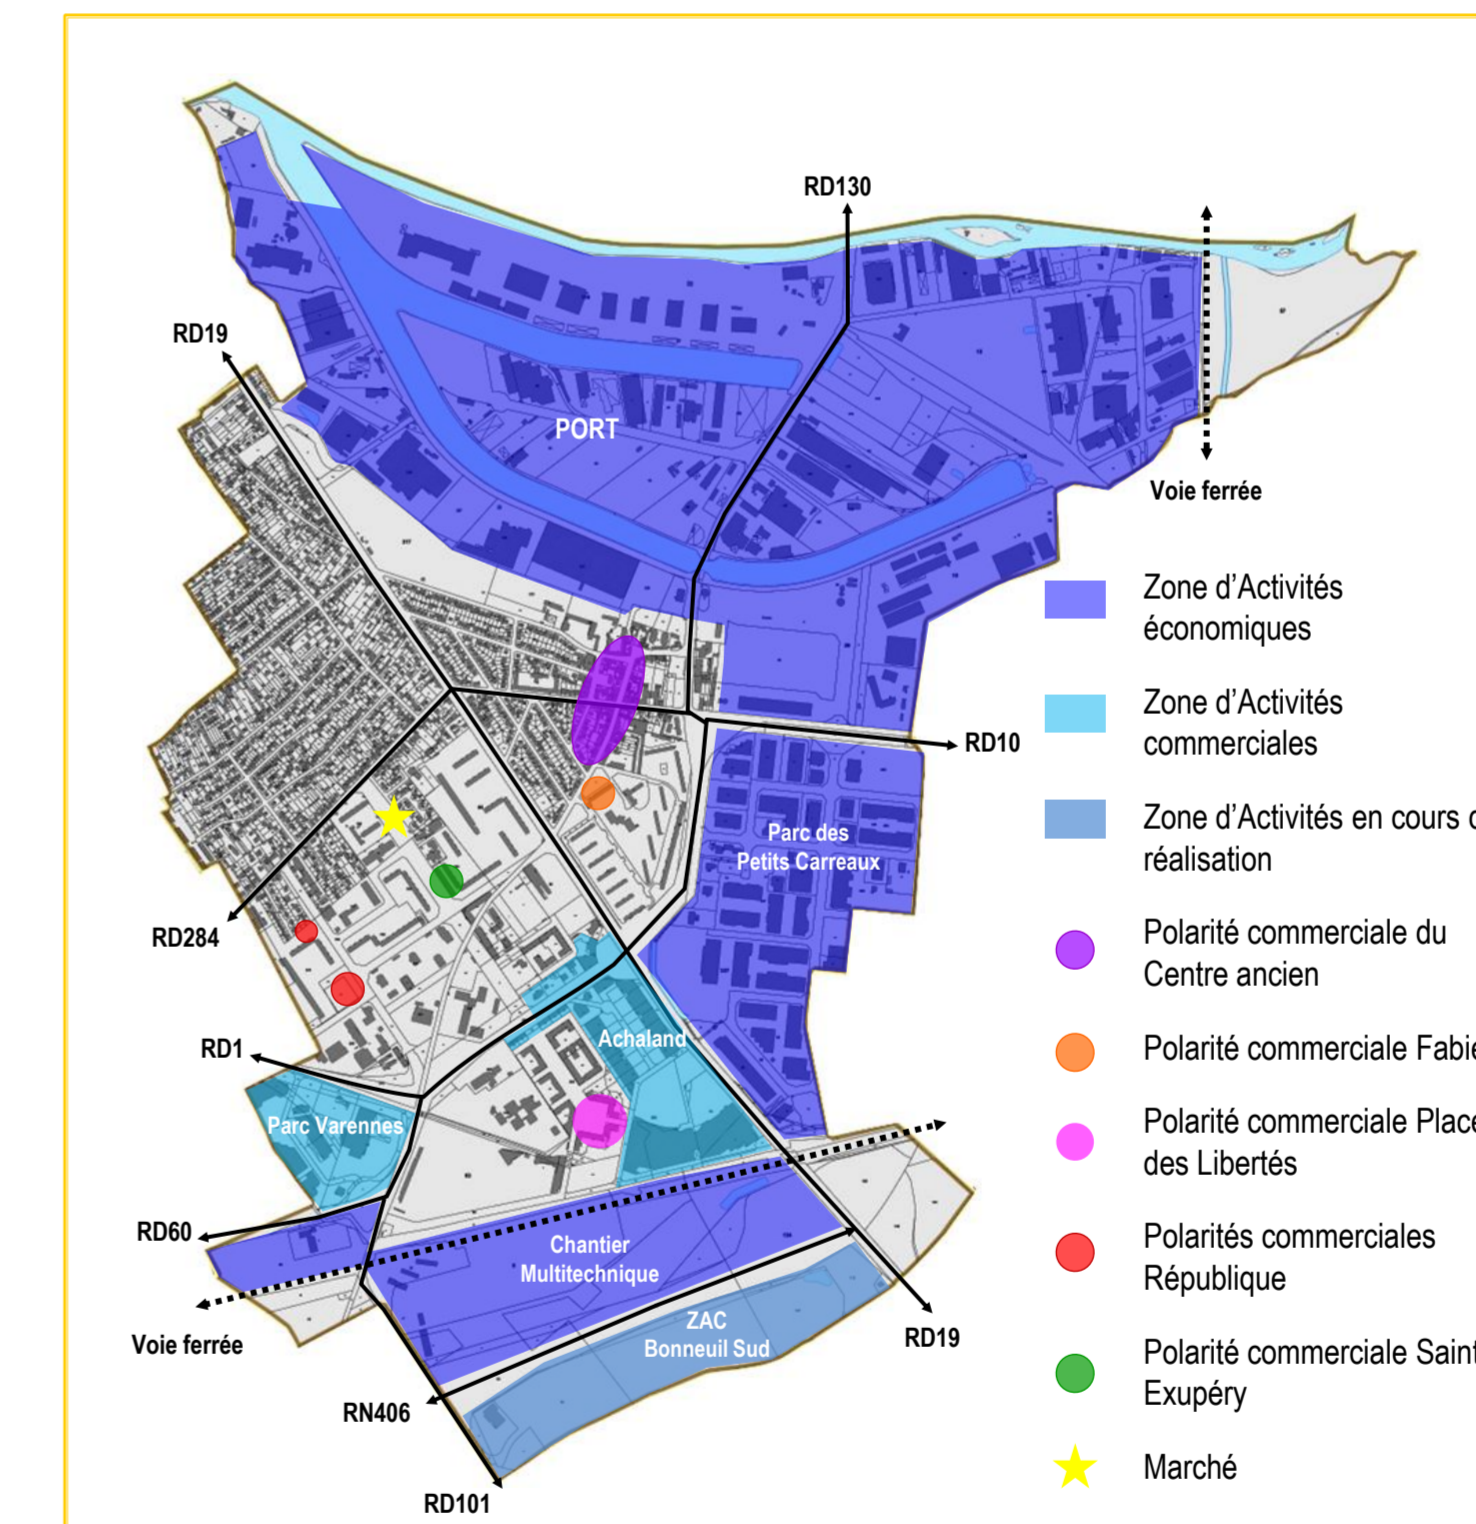 RD130
RD19
PORT
Voie ferrée
Zone d'Activités
économiques
Zone d'Activités
commerciales
RD10
Zone d'Activités en cours
réalisation
Parc des
Petits Carreaux
RD284
Polarité commerciale du
Centre ancien
RD1
Achaland
Polarité commerciale
Parc Varennes
Polarité commerciale Place
des Libertés
RD60
Chantier
Multitechnique
Polarités commerciales
République
Voie ferrée
ZAC
Bonneuil Sud
RD19
Polarité commerciale Saint
Exupéry
RN406
Marché
RD101